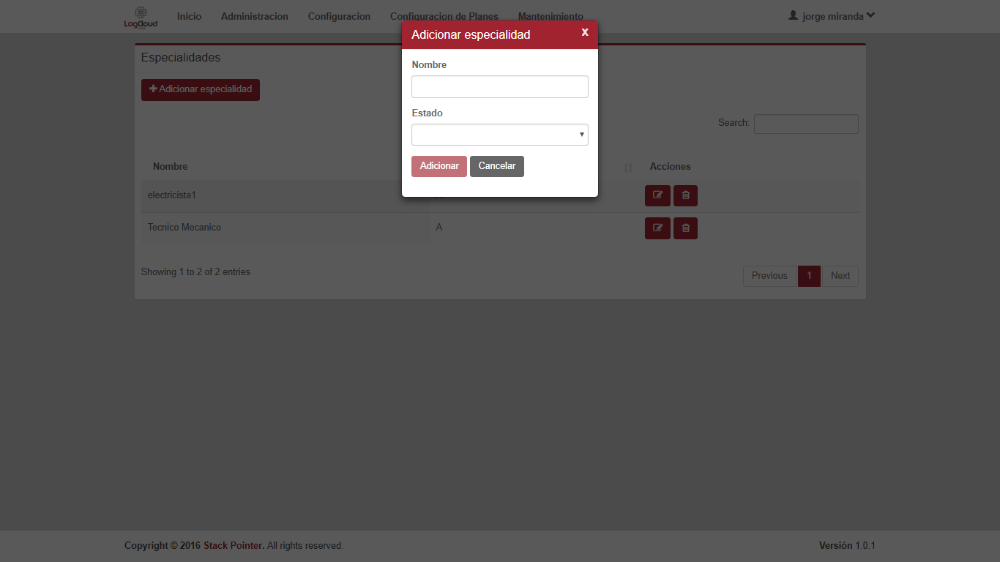 LogCloud
Inicio Administracion Configuracion Configuracion de Planes Mantenimiento jorge miranda
Adicionar especialidad x
Nombre
Estado
Adicionar Cancelar
Especialidades
Adicionar especialidad
Search:
Nombre Acciones
electricista1
Tecnico Mecanico A
Showing 1 to 2 of 2 entries
Previous 1 Next
Copyright © 2016 Stack Pointer. All rights reserved.
Versión 1.0.1